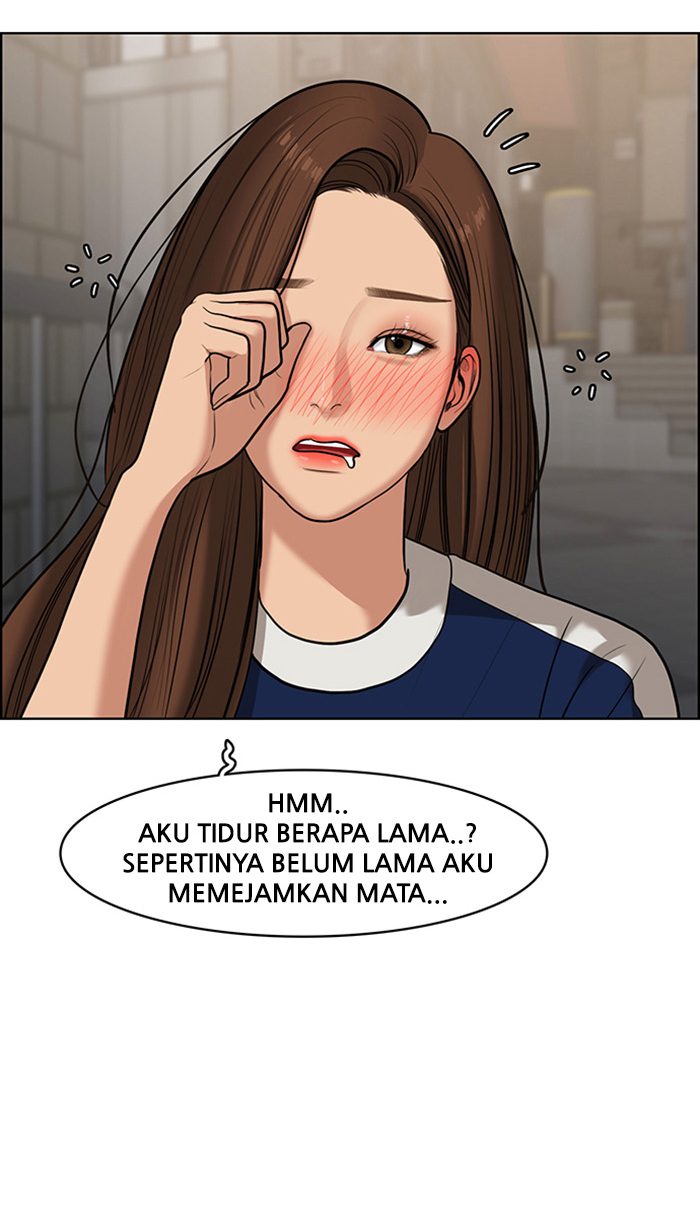 HMM..
AKU TIDUR BERAPA LAMA..?
SEPERTINYA BELUM LAMA AKU
MEMEJAMKAN MATA...